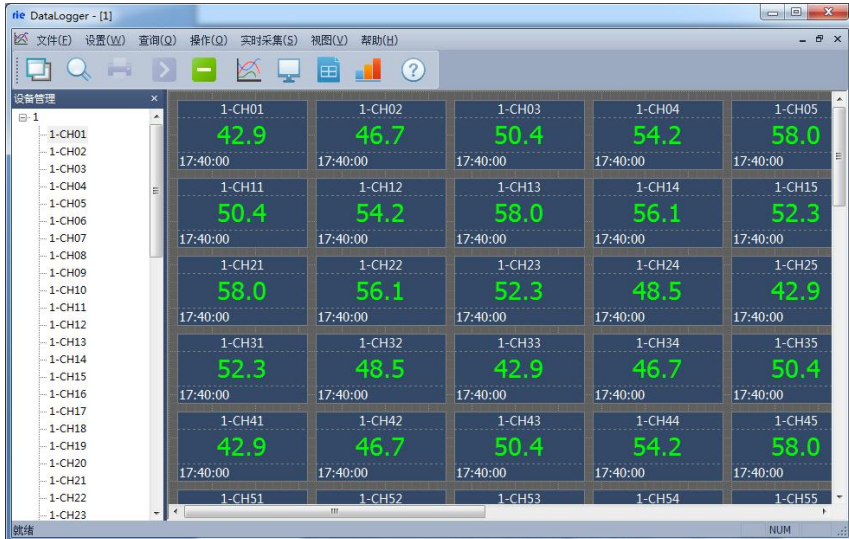 rie DataLogger - [1]
文件(F) 设置(W) 查询(Q) 操作(O) 实时采集(S) 视图(V) 帮助(H)
设备管理
1
1-CH01
1-CH02
1-CH03
1-CH04
1-CH05
1-CH06
1-CH07
1-CH08
1-CH09
1-CH10
1-CH11
1-CH12
1-CH13
1-CH14
1-CH15
1-CH16
1-CH17
1-CH18
1-CH19
1-CH20
1-CH21
1-CH22
1-CH23
1-CH01 1-CH02 1-CH03 1-CH04 1-CH05
42.9 46.7 50.4 54.2 58.0
17:40:00 17:40:00 17:40:00 17:40:00 17:40:00
1-CH11 1-CH12 1-CH13 1-CH14 1-CH15
50.4 54.2 58.0 56.1 52.3
17:40:00 17:40:00 17:40:00 17:40:00 17:40:00
1-CH21 1-CH22 1-CH23 1-CH24 1-CH25
58.0 56.1 52.3 48.5 42.9
17:40:00 17:40:00 17:40:00 17:40:00 17:40:00
1-CH31 1-CH32 1-CH33 1-CH34 1-CH35
52.3 48.5 42.9 46.7 50.4
17:40:00 17:40:00 17:40:00 17:40:00 17:40:00
1-CH41 1-CH42 1-CH43 1-CH44 1-CH45
42.9 46.7 50.4 54.2 58.0
17:40:00 17:40:00 17:40:00 17:40:00 17:40:00
1-CH51 1-CH52 1-CH53 1-CH54 1-CH55
就绪 NUM